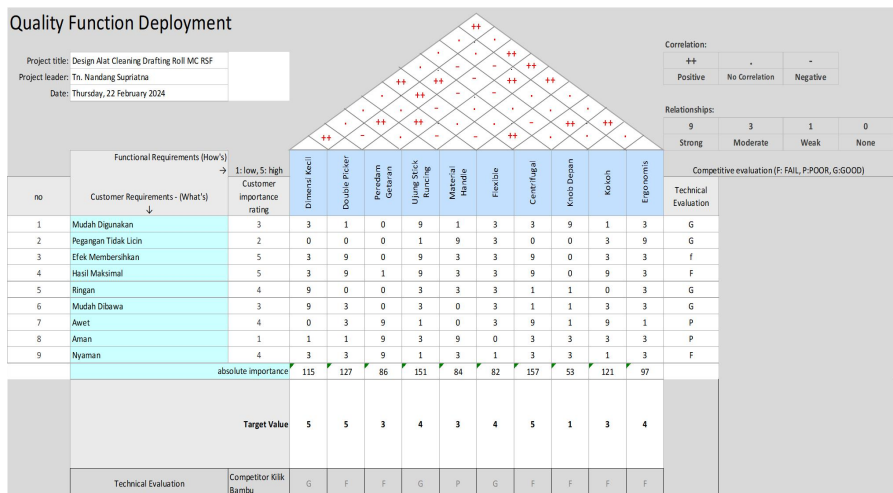 Quality Function Deployment
Project title: Design Alat Cleaning Drafting Roll MC RSF
Project leader: Tn. Nandang Supriatna
Date: Thursday, 22 February 2024
Correlation:
++ . -
Positive No Correlation Negative
Relationships:
9 3 1 0
Strong Moderate Weak None
Functional Requirements (How's)
→
1: low, 5: high
Competitive evaluation (F: FAIL, P:POOR, G:GOOD)
no
Customer Requirements - (What's)
↓
Customer importance rating
Dimensi Kecil
Double Picker
Peredam Getaran
Ujung Stick Runcing
Material Handle
Flexible
Centrifugal
Knob Depan
Kokoh
Ergonomis
Technical Evaluation
1 Mudah Digunakan 3 3 1 0 9 1 3 3 9 1 3 G
2 Pegangan Tidak Licin 2 0 0 0 1 9 3 0 0 3 9 G
3 Efek Membersihkan 5 3 9 0 9 3 3 9 0 3 3 f
4 Hasil Maksimal 5 3 9 1 9 3 3 9 0 9 3 F
5 Ringan 4 9 0 0 3 3 3 1 1 0 3 G
6 Mudah Dibawa 3 9 3 0 3 0 3 1 1 3 3 G
7 Awet 4 0 3 9 1 0 3 9 1 9 1 P
8 Aman 1 1 1 9 3 9 0 3 3 3 3 P
9 Nyaman 4 3 3 9 1 3 1 3 3 1 3 F
absolute importance 115 127 86 151 84 82 157 53 121 97
Target Value 5 5 3 4 3 4 5 1 3 4
Technical Evaluation Competitor Kilik Bambu G F F G P G F F F F